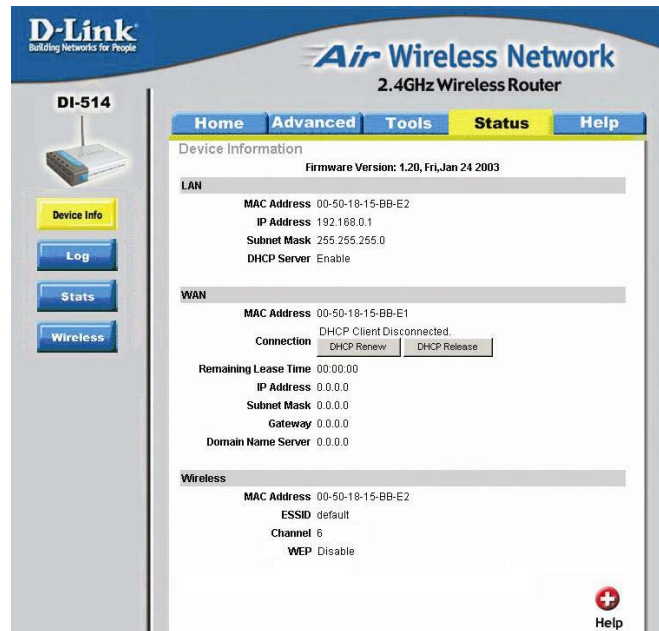 D-Link
Building Networks for People
Air Wireless Network
2.4GHz Wireless Router
DI-514
Home Advanced Tools Status Help
Device Info
Log
Stats
Wireless
Device Information
Firmware Version: 1.20, Fri,Jan 24 2003
LAN
MAC Address 00-50-18-15-BB-E2
IP Address 192.168.0.1
Subnet Mask 255.255.255.0
DHCP Server Enable
WAN
MAC Address 00-50-18-15-BB-E1
DHCP Client Disconnected.
Connection DHCP Renew DHCP Release
Remaining Lease Time 00:00:00
IP Address 0.0.0.0
Subnet Mask 0.0.0.0
Gateway 0.0.0.0
Domain Name Server 0.0.0.0
Wireless
MAC Address 00-50-18-15-BB-E2
ESSID default
Channel 6
WEP Disable
Help